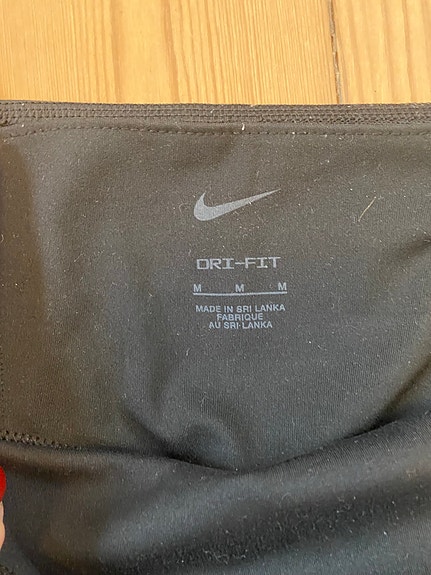 DRI-FIT
M M M
MADE IN SRI LANKA
FABRIQUE
AU SRI LANKA